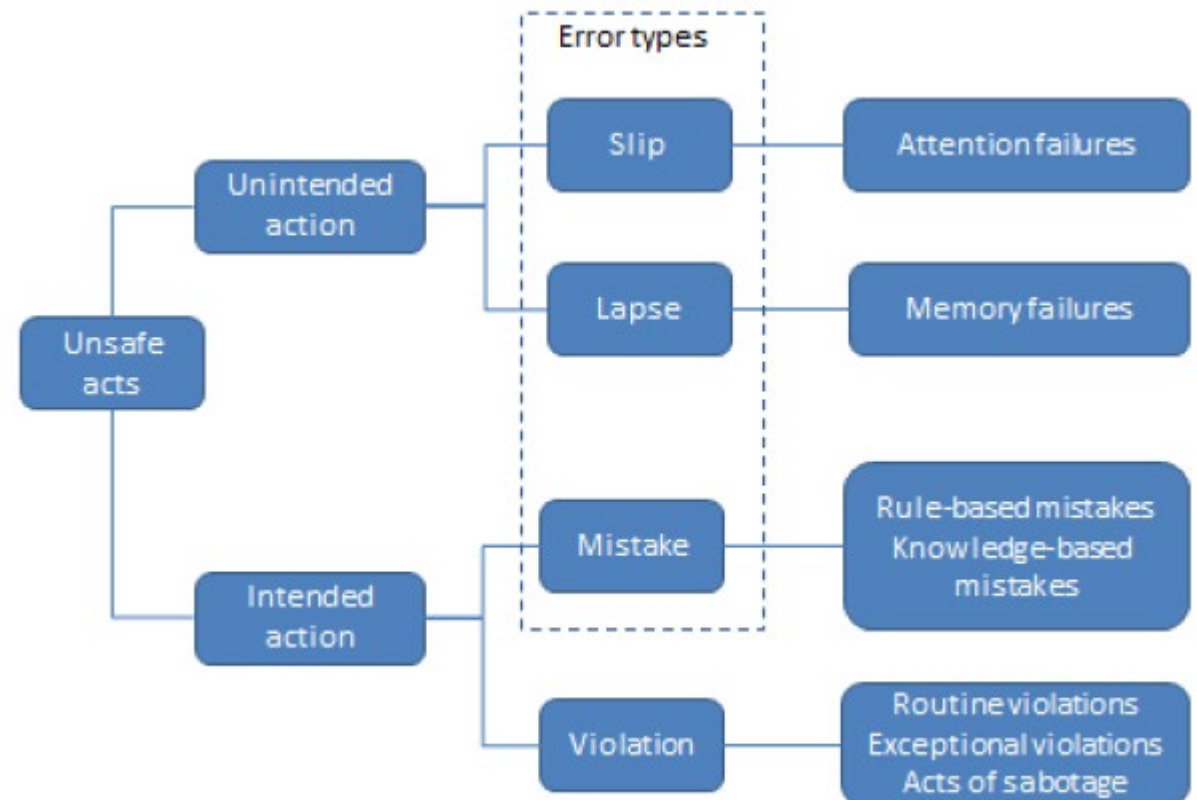 Error types
Slip
Attention failures
Unintended
action
Lapse
Memory failures
Unsafe
acts
Mistake
Rule-based mistakes
Knowledge-based
mistakes
Intended
action
Violation
Routine violations
Exceptional violations
Acts of sabotage